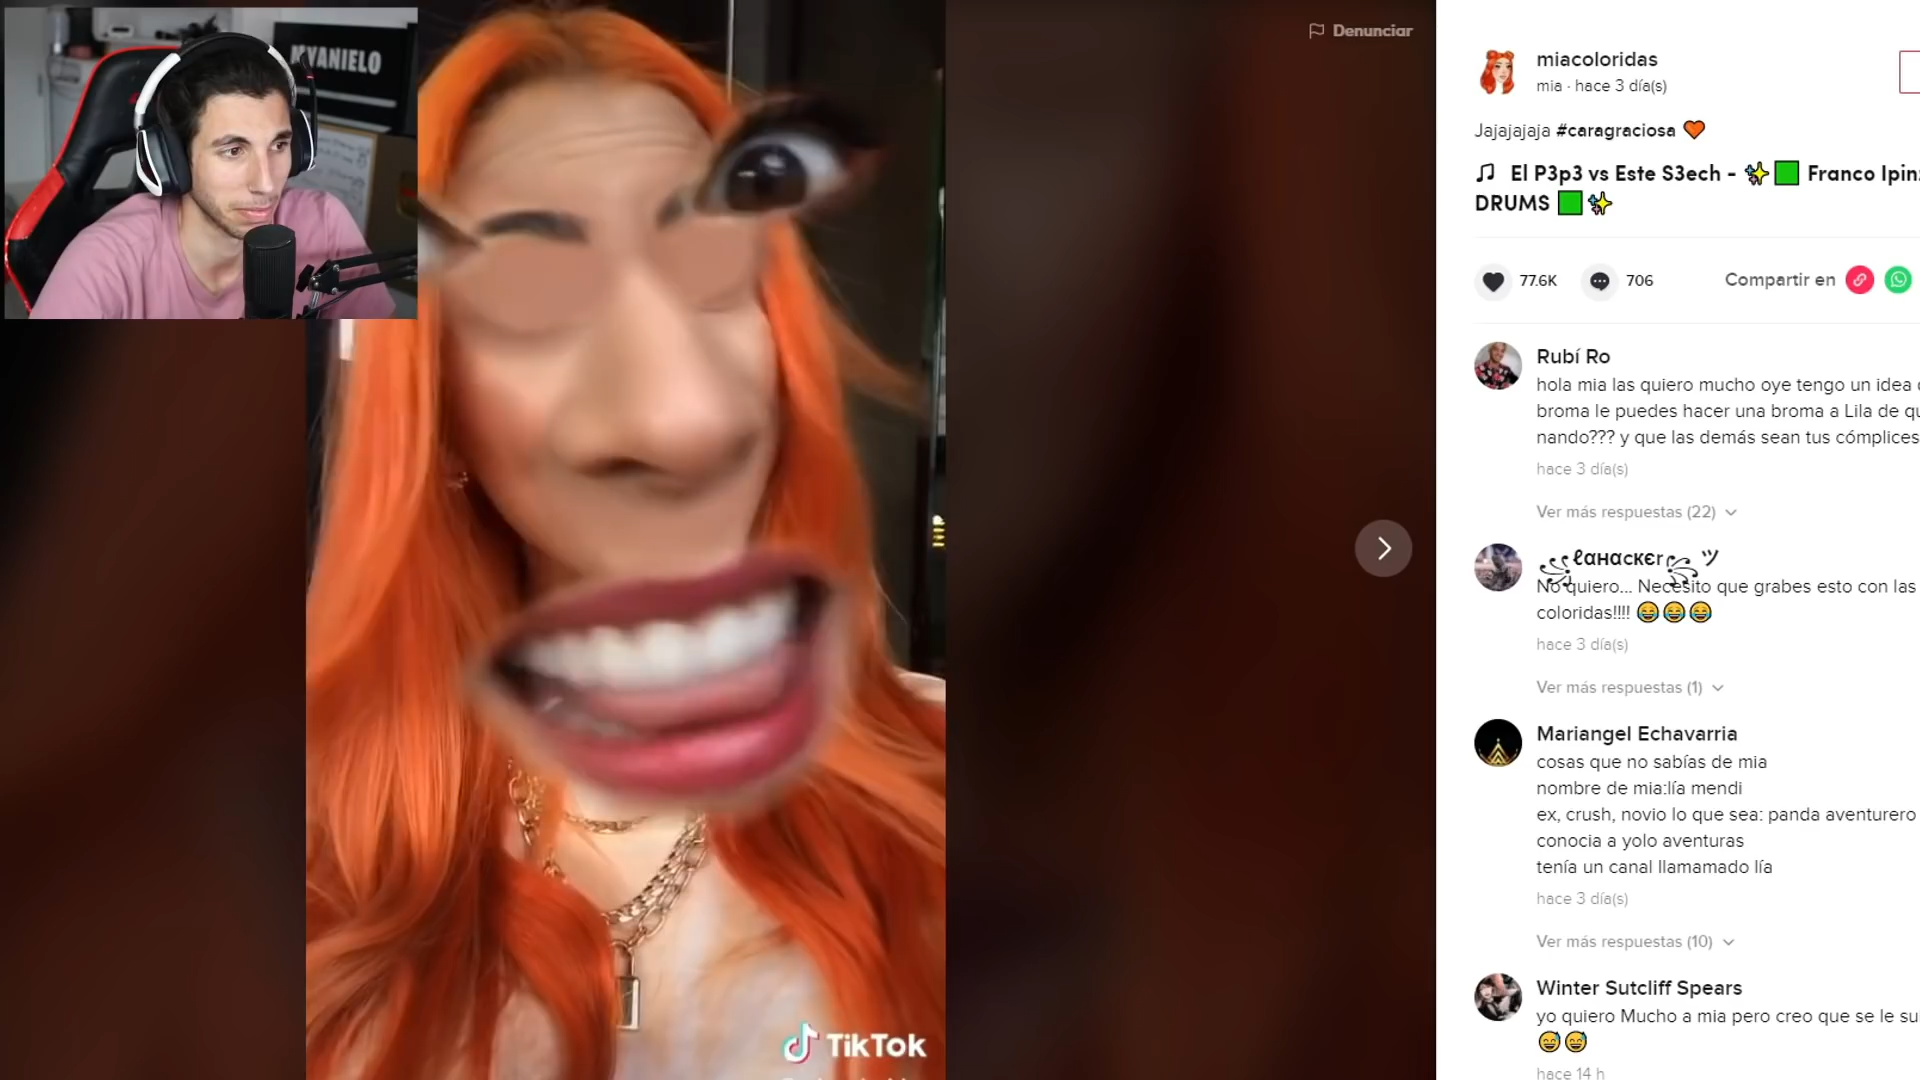 Denunciar
miacoloridas
mia · hace 3 día(s)
Jajajajaja #caragraciosa 🧡
El P3p3 vs Este S3ech - ✨🟩 Franco Ipin
DRUMS 🟩✨
77.6K
706
Compartir en
Rubí Ro
hola mia las quiero mucho oye tengo un idea
broma le puedes hacer una broma a Lila de
nando??? y que las demás sean tus cómplices
hace 3 día(s)
Ver más respuestas (22)
ℓαнαcкєr ツ
No quiero... Necesito que grabes esto con las
coloridas!!!! 😂😂😂
hace 3 día(s)
Ver más respuestas (1)
Mariangel Echavarria
cosas que no sabías de mia
nombre de mia:lía mendi
ex, crush, novio lo que sea: panda aventurero
conocia a yolo aventuras
tenía un canal llamamado lía
hace 3 día(s)
Ver más respuestas (10)
Winter Sutcliff Spears
yo quiero Mucho a mia pero creo que se le
😅😅
hace 14 h
TikTok